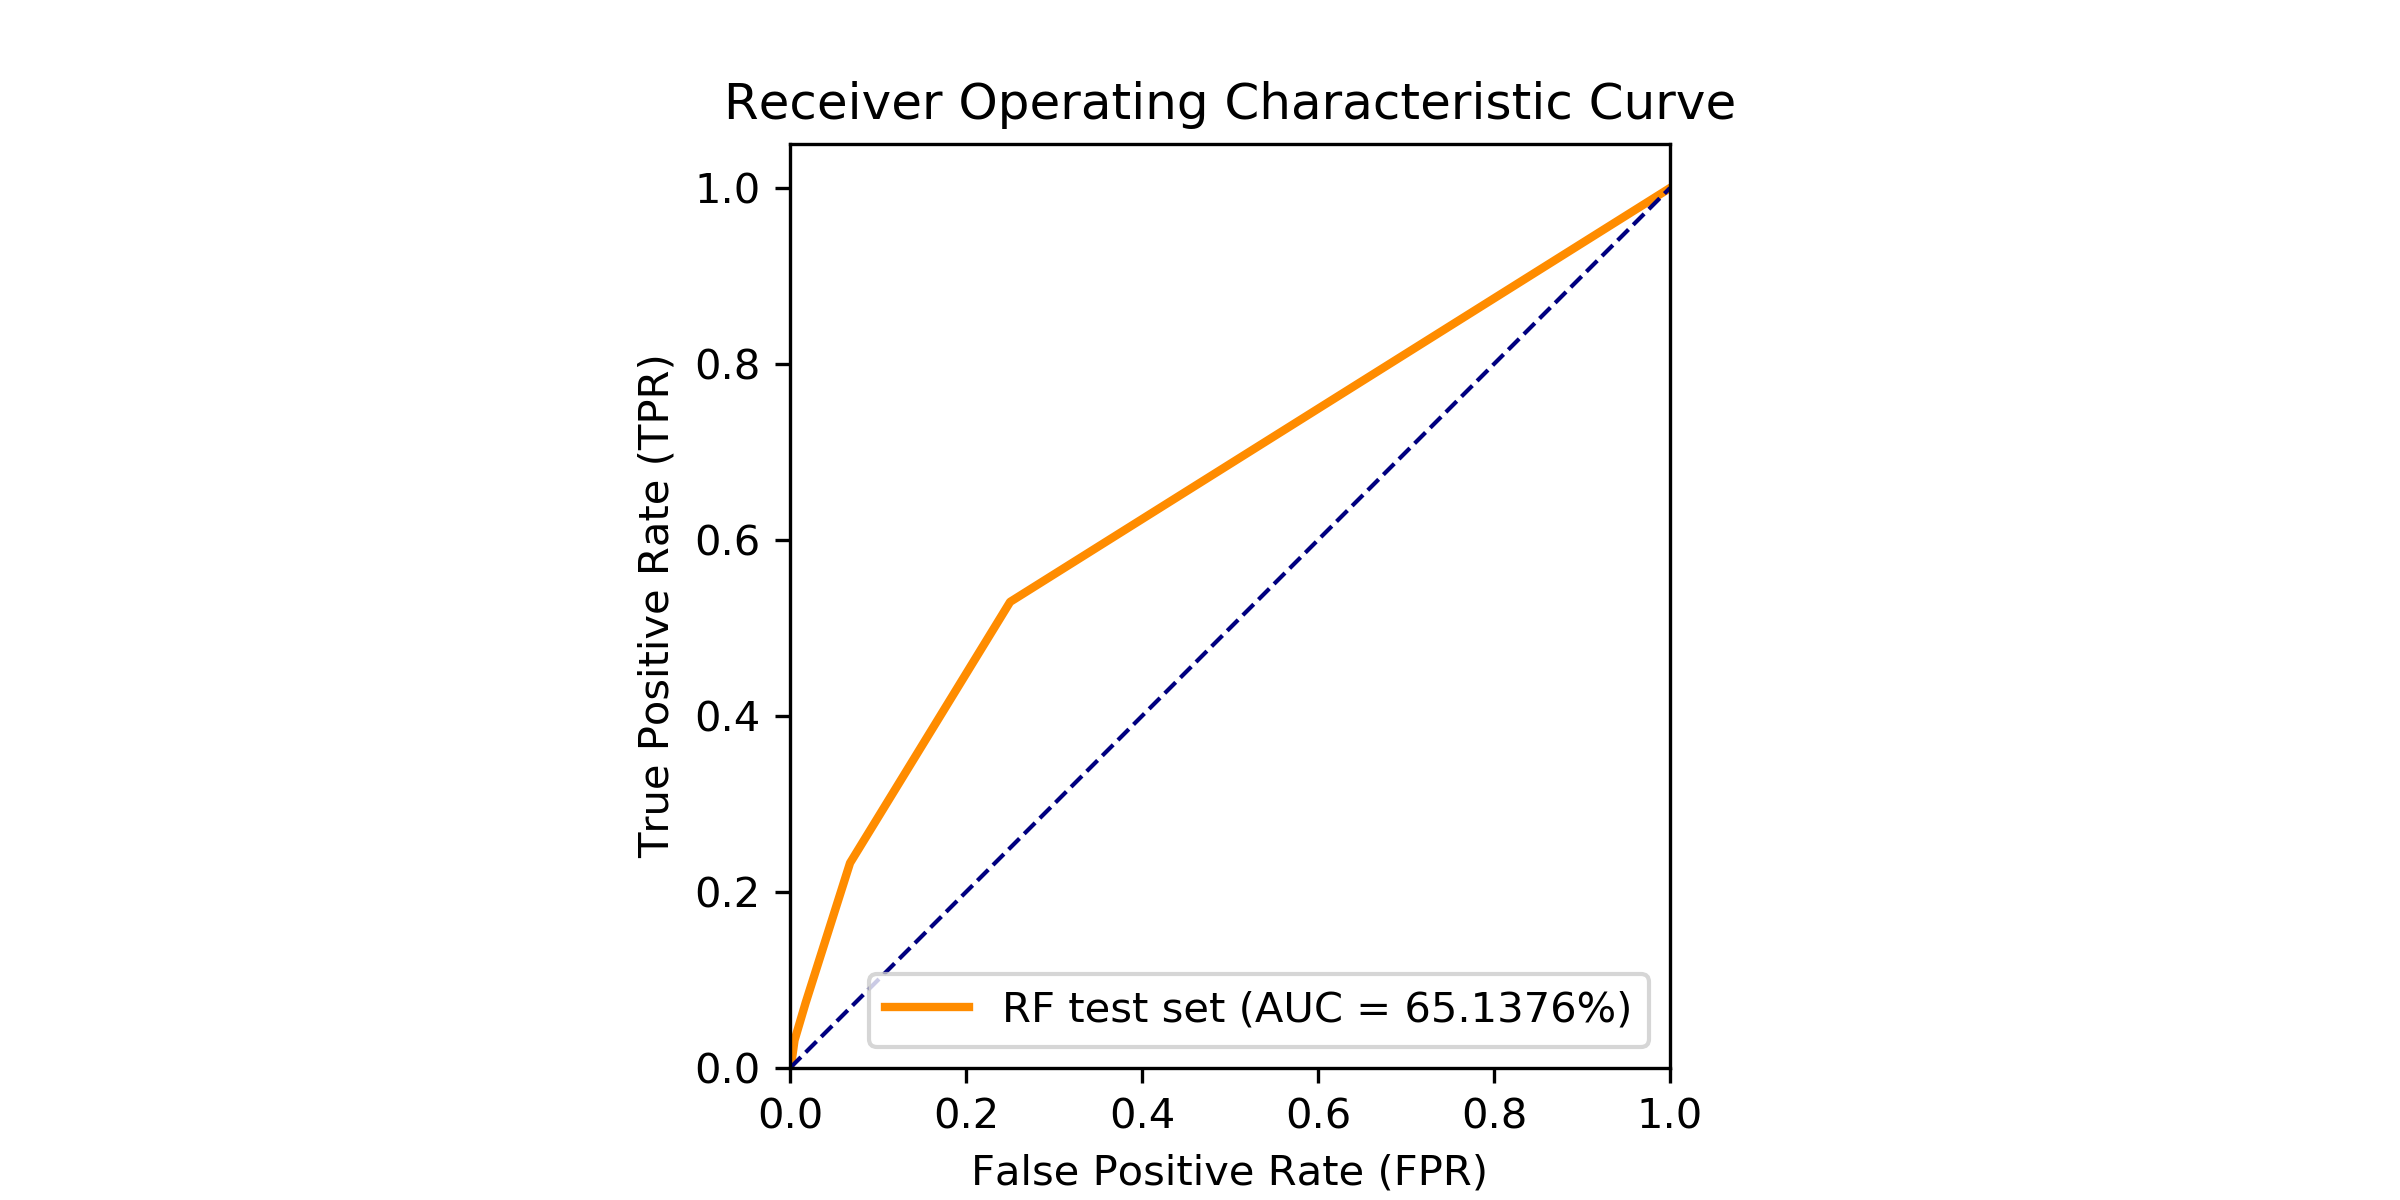 Receiver Operating Characteristic Curve
1.0
0.8
0.6
0.4
0.2
0.0
True Positive Rate (TPR)
RF test set (AUC = 65.1376%)
0.0 0.2 0.4 0.6 0.8 1.0
False Positive Rate (FPR)